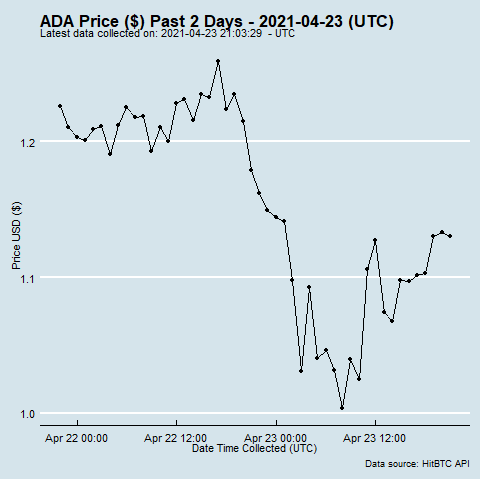 ADA Price ($) Past 2 Days - 2021-04-23 (UTC)
Latest data collected on: 2021-04-23 21:03:29 - UTC
1.2
Price USD ($)
1.1
1.0
Apr 22 00:00 Apr 22 12:00 Apr 23 00:00 Apr 23 12:00
Date Time Collected (UTC)
Data source: HitBTC API